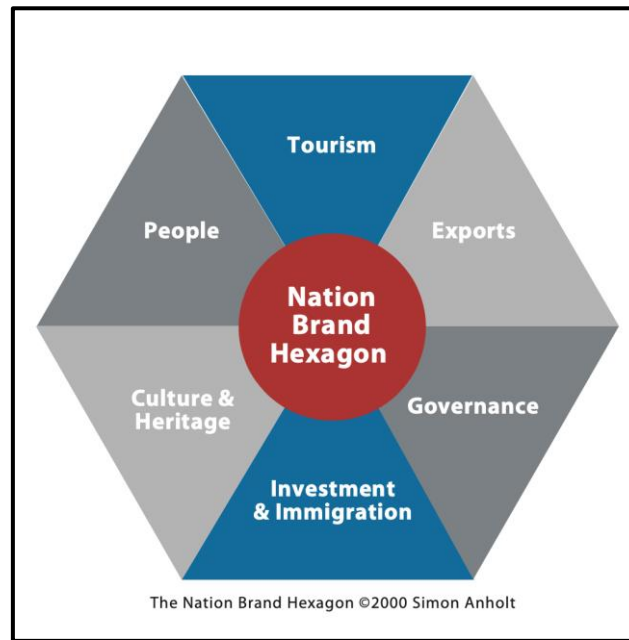 Tourism
Exports
Governance
Investment
& Immigration
Culture &
Heritage
People
Nation
Brand
Hexagon
The Nation Brand Hexagon ©2000 Simon Anholt